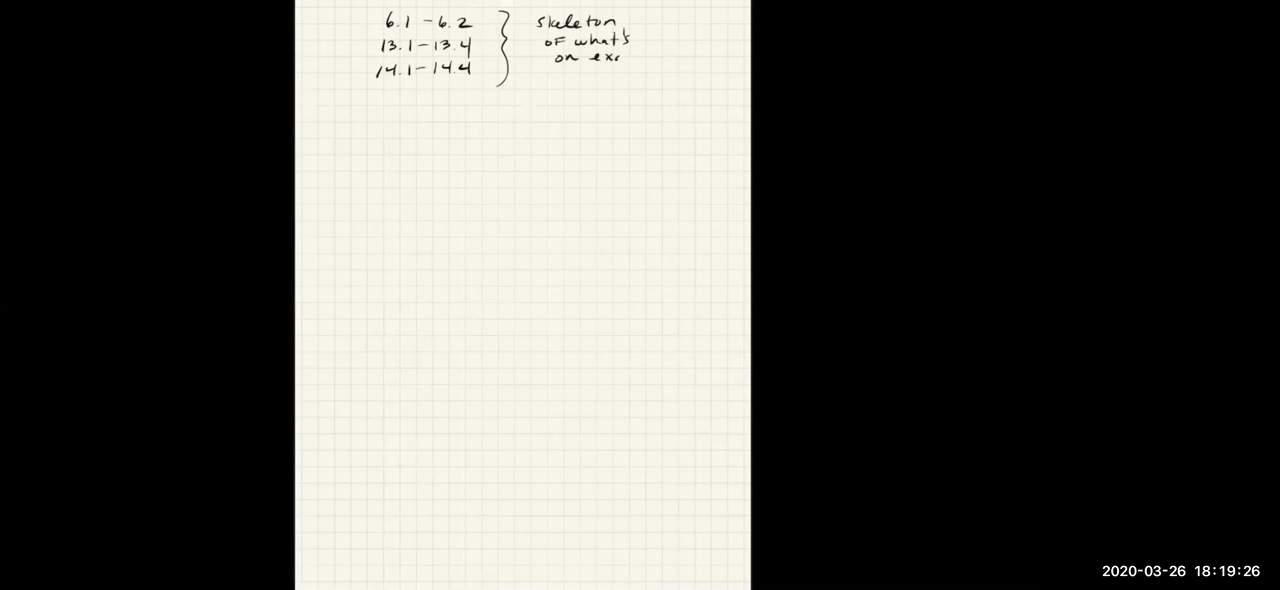 6.1 - 6.2 } skeleton
13.1 - 13.4 of what's
14.1 - 14.4 on
2020-03-26 18:19:26